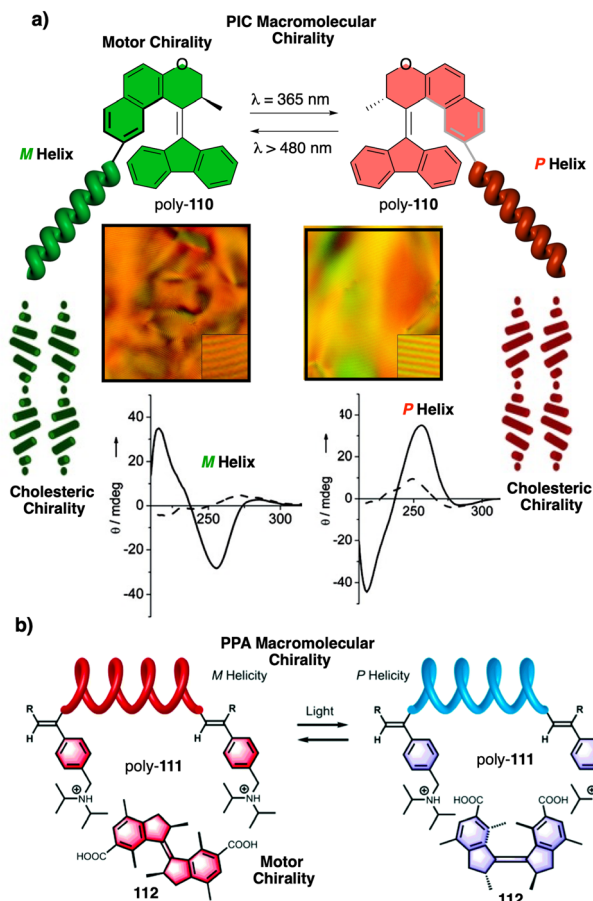 a)
Motor Chirality
PIC Macromolecular
Chirality
O
O
λ = 365 nm
λ > 480 nm
M Helix
P Helix
poly-110
poly-110
40
20
0
-20
-40
θ / mdeg
250
300
M Helix
40
20
0
-20
-40
θ / mdeg
250
300
P Helix
Cholesteric
Chirality
Cholesteric
Chirality
b)
PPA Macromolecular
Chirality
M Helicity
P Helicity
R
H
R
H
Light
R
H
R
H
poly-111
poly-111
NH
+
NH
+
NH
+
HOOC
COOH
HOOC
COOH
Motor
Chirality
112
112